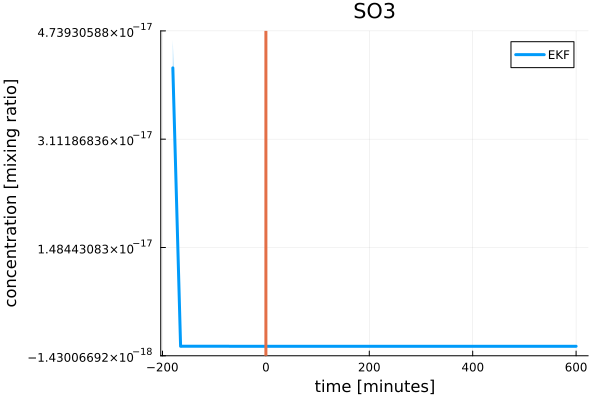 SO3
4.73930588×10⁻¹⁷
3.11186836×10⁻¹⁷
1.48443083×10⁻¹⁷
−1.43006692×10⁻¹⁸
concentration [mixing ratio]
EKF
−200 0 200 400 600
time [minutes]